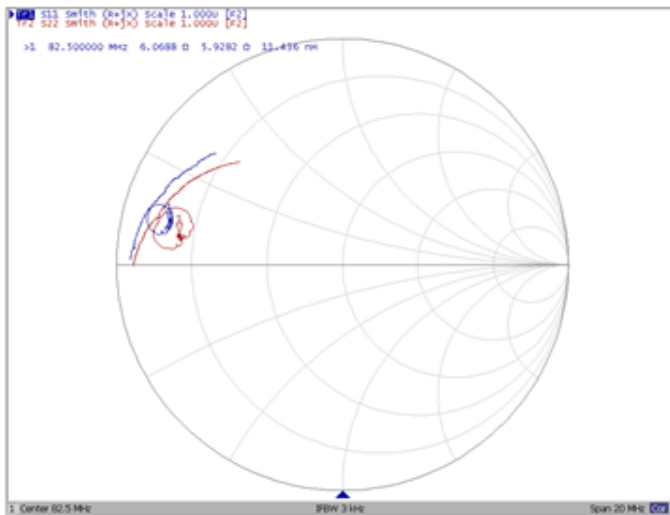 Tr1 S11 Smith (R+jX) Scale 1.000U [F2]
Tr2 S22 Smith (R+jX) Scale 1.000U [F2]
>1 82.500000 MHz 6.0688 Ω 5.9282 Ω 11.436 nH
1 Center 82.5 MHz IFBW 3 kHz Span 20 MHz Cor